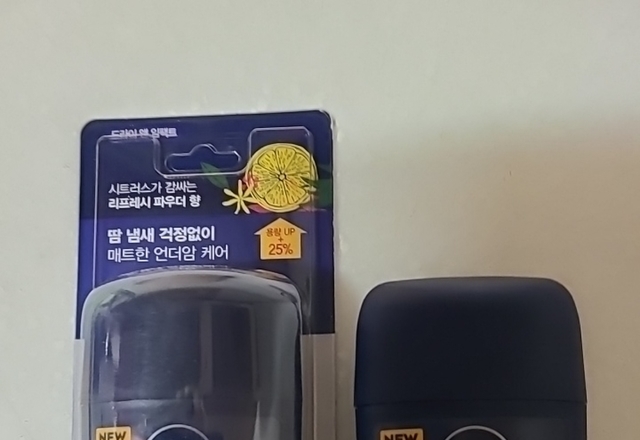 드라이 앤 임팩트
시트러스가 감싸는
리프레시 파우더 향
땀 냄새 걱정없이
매트한 언더암 케어
용량 UP
+
25%
NEW
NEW